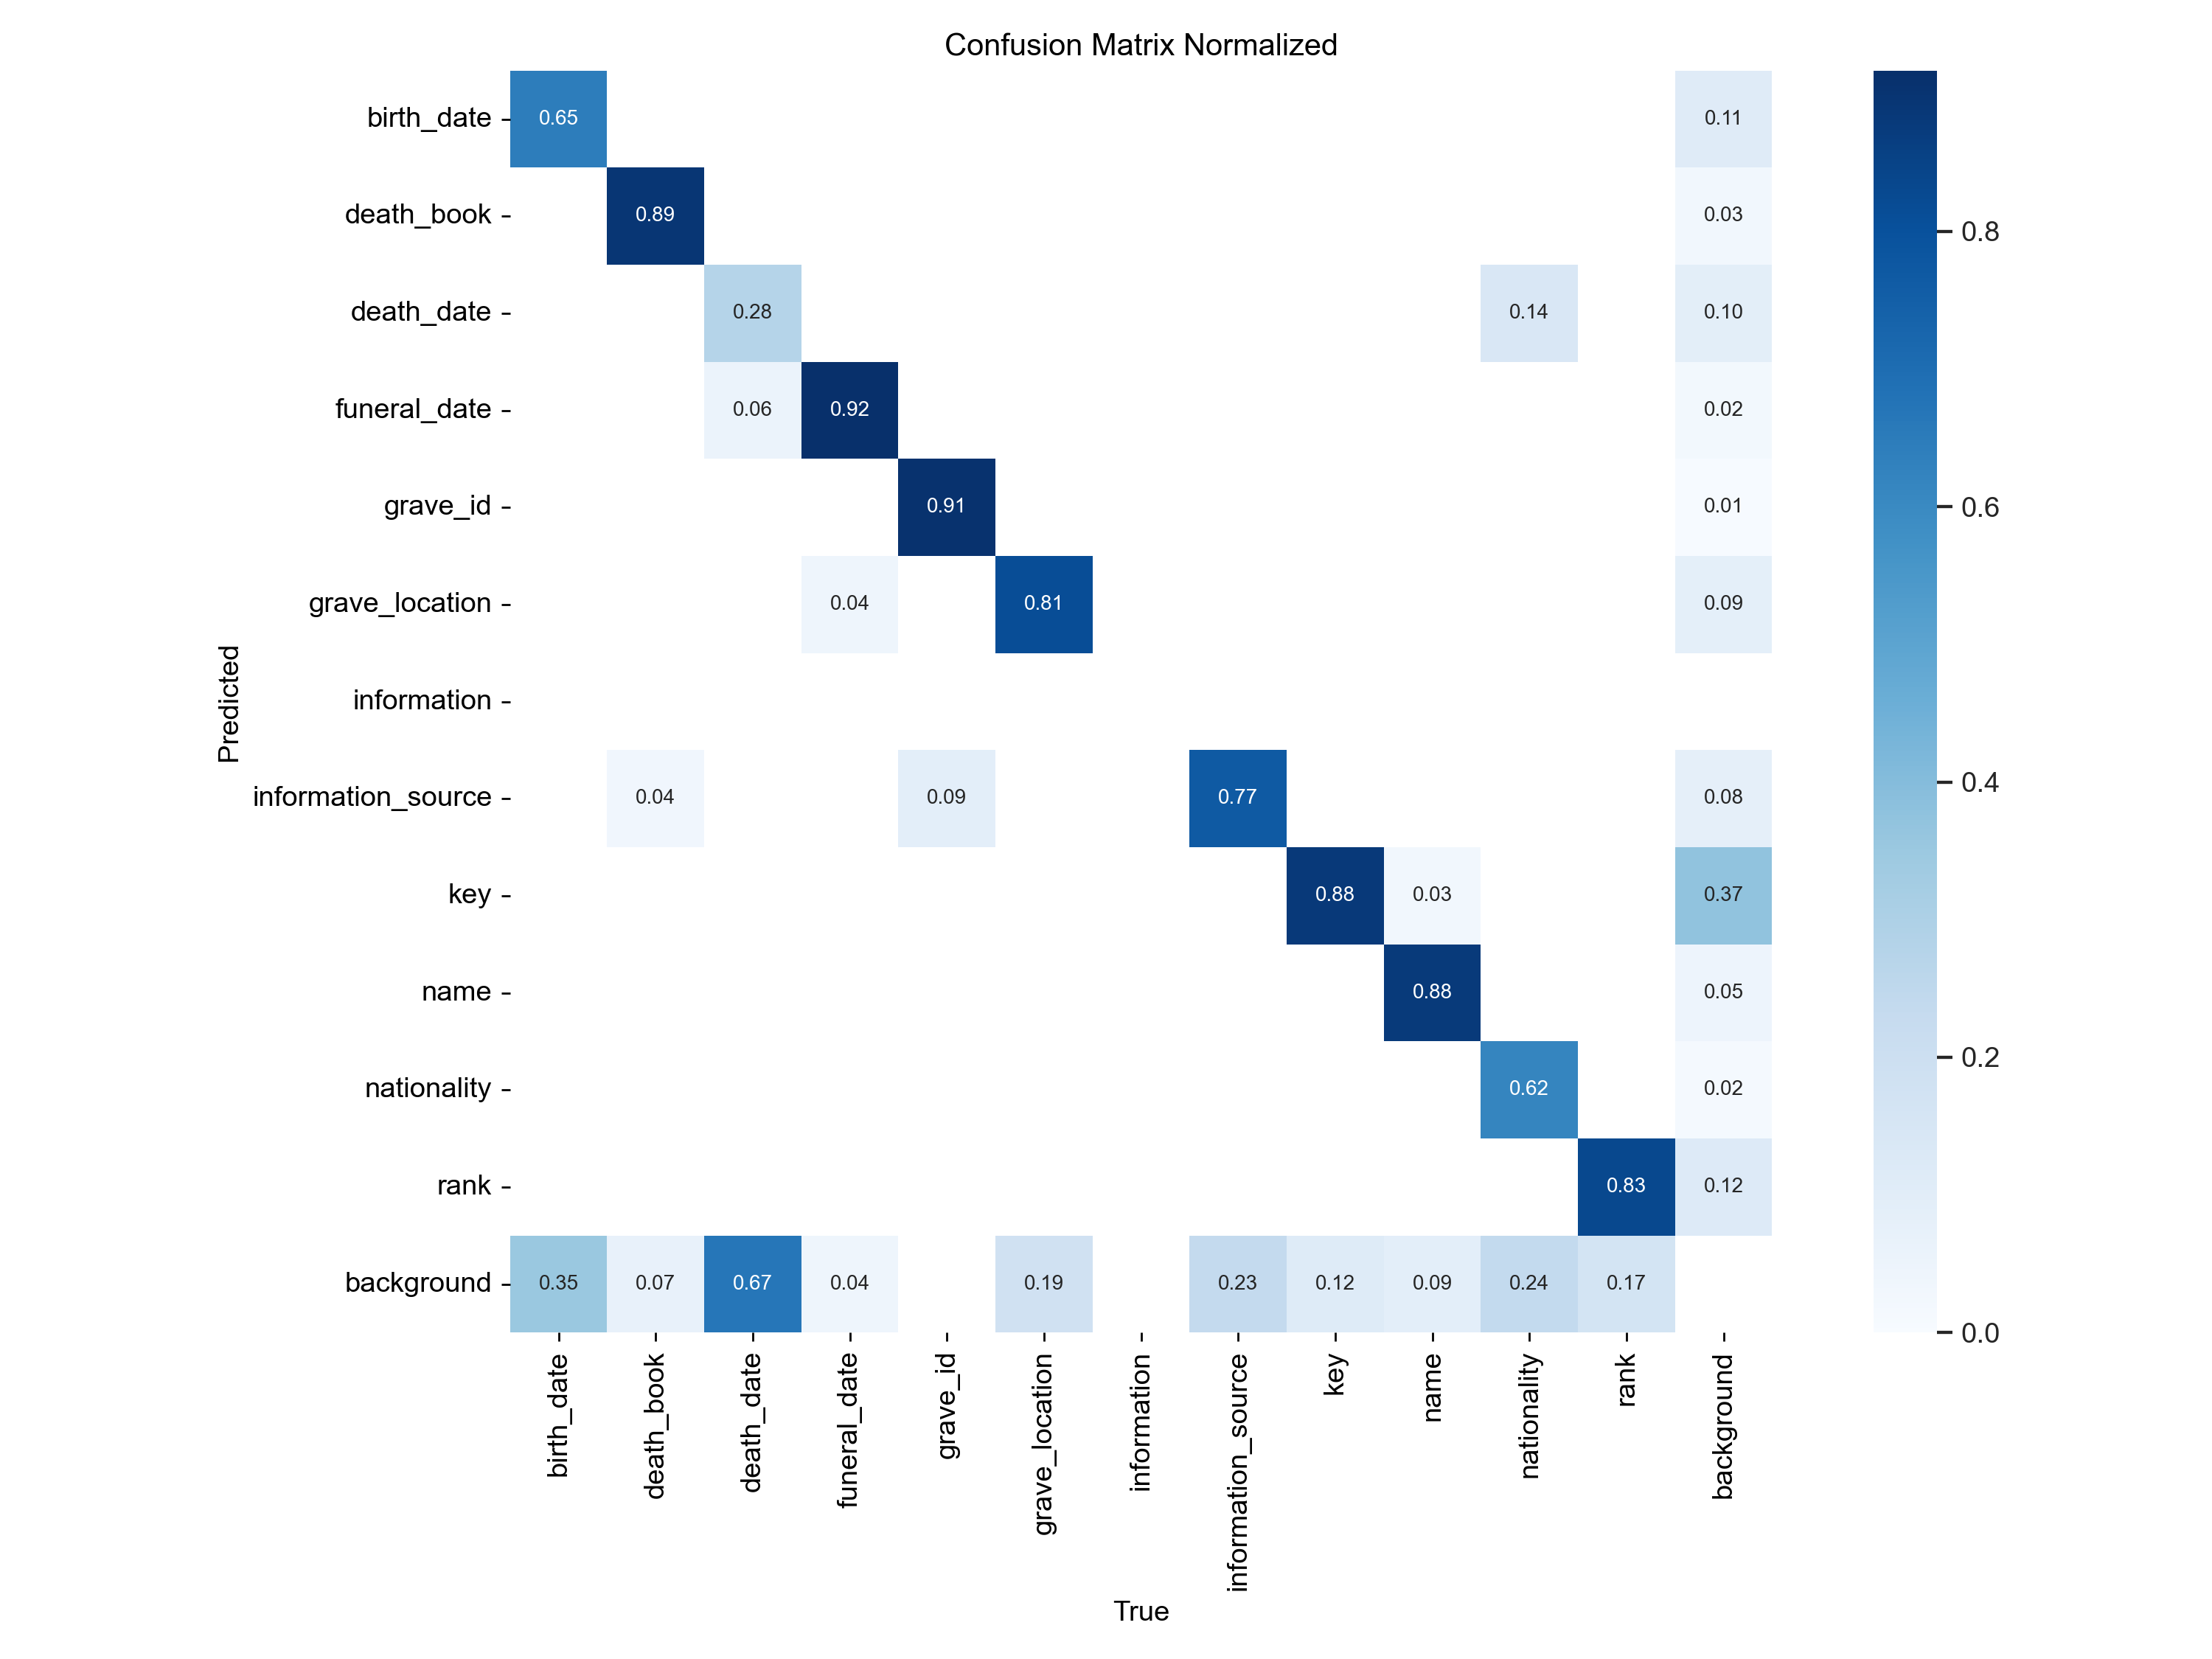 Confusion Matrix Normalized
birth_date 0.65 0.11
death_book 0.89 0.03
0.8
death_date 0.28 0.14 0.10
funeral_date 0.06 0.92 0.02
grave_id 0.91 0.01
0.6
grave_location 0.04 0.81 0.09
Predicted
information
information_source 0.04 0.09 0.77 0.08
0.4
key 0.88 0.03 0.37
name 0.88 0.05
0.2
nationality 0.62 0.02
rank 0.83 0.12
background 0.35 0.07 0.67 0.04 0.19 0.23 0.12 0.09 0.24 0.17
0.0
birth_date death_book death_date funeral_date grave_id grave_location information information_source key name nationality rank background
True